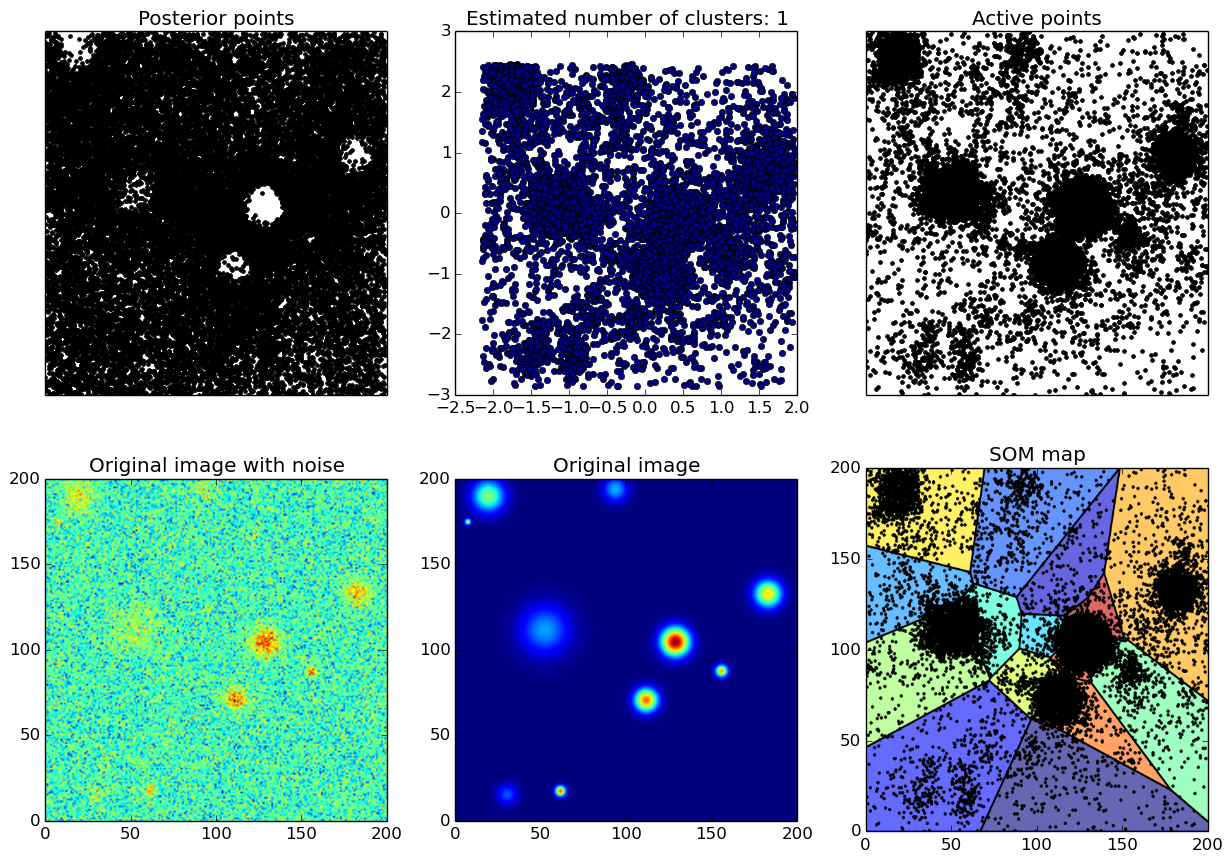 Posterior points
Estimated number of clusters: 1
Active points
3
2
1
0
−1
−2
−3
−2.5 −2.0 −1.5 −1.0 −0.5 0.0 0.5 1.0 1.5 2.0
Original image with noise
Original image
SOM map
200
150
100
50
0
0 50 100 150 200
200
150
100
50
0
0 50 100 150 200
200
150
100
50
0
0 50 100 150 200